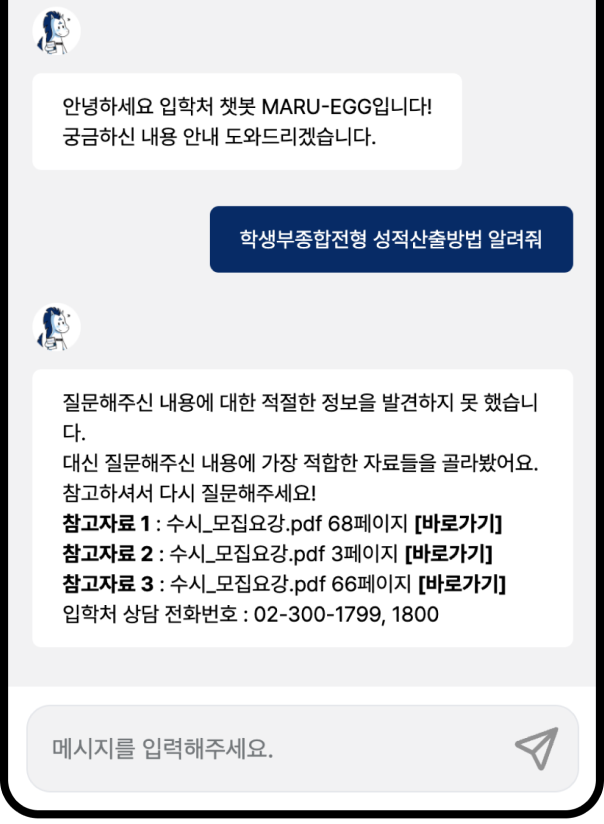 안녕하세요 입학처 챗봇 MARU-EGG입니다!
궁금하신 내용 안내 도와드리겠습니다.
학생부종합전형 성적산출방법 알려줘
질문해주신 내용에 대한 적절한 정보를 발견하지 못 했습니
다.
대신 질문해주신 내용에 가장 적합한 자료들을 골라봤어요.
참고하셔서 다시 질문해주세요!
참고자료 1 : 수시_모집요강.pdf 68페이지 [바로가기]
참고자료 2 : 수시_모집요강.pdf 3페이지 [바로가기]
참고자료 3 : 수시_모집요강.pdf 66페이지 [바로가기]
입학처 상담 전화번호 : 02-300-1799, 1800
메시지를 입력해주세요.